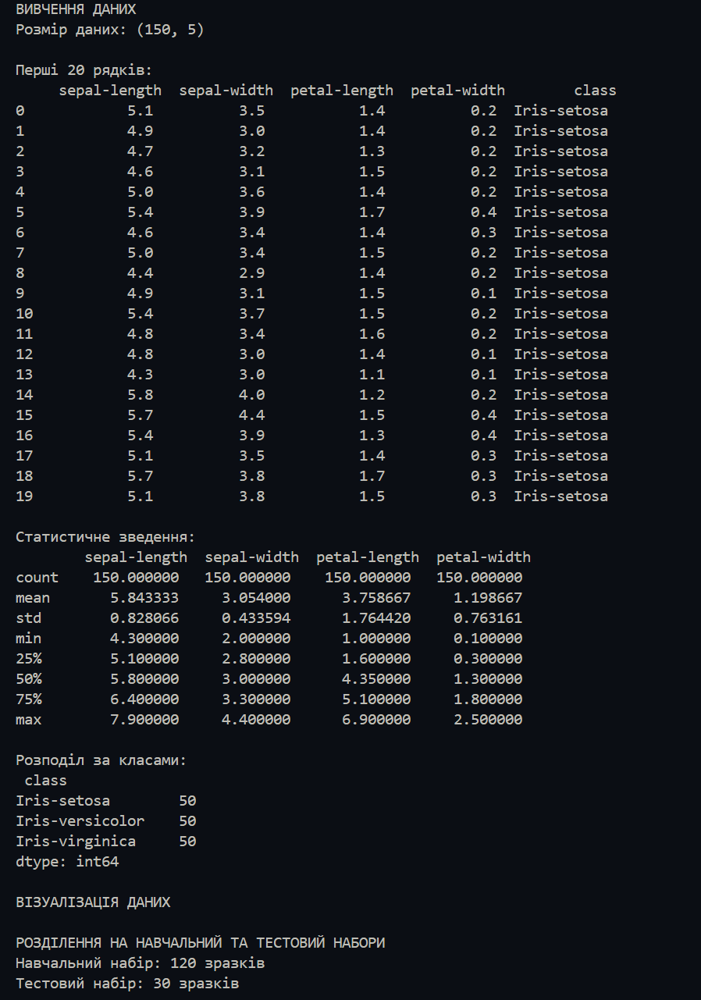 ВИВЧЕННЯ ДАНИХ
Розмір даних: (150, 5)
Перші 20 рядків:
sepal-length sepal-width petal-length petal-width class
0 5.1 3.5 1.4 0.2 Iris-setosa
1 4.9 3.0 1.4 0.2 Iris-setosa
2 4.7 3.2 1.3 0.2 Iris-setosa
3 4.6 3.1 1.5 0.2 Iris-setosa
4 5.0 3.6 1.4 0.2 Iris-setosa
5 5.4 3.9 1.7 0.4 Iris-setosa
6 4.6 3.4 1.4 0.3 Iris-setosa
7 5.0 3.4 1.5 0.2 Iris-setosa
8 4.4 2.9 1.4 0.2 Iris-setosa
9 4.9 3.1 1.5 0.1 Iris-setosa
10 5.4 3.7 1.5 0.2 Iris-setosa
11 4.8 3.4 1.6 0.2 Iris-setosa
12 4.8 3.0 1.4 0.1 Iris-setosa
13 4.3 3.0 1.1 0.1 Iris-setosa
14 5.8 4.0 1.2 0.2 Iris-setosa
15 5.7 4.4 1.5 0.4 Iris-setosa
16 5.4 3.9 1.3 0.4 Iris-setosa
17 5.1 3.5 1.4 0.3 Iris-setosa
18 5.7 3.8 1.7 0.3 Iris-setosa
19 5.1 3.8 1.5 0.3 Iris-setosa
Статистичне зведення:
sepal-length sepal-width petal-length petal-width
count 150.000000 150.000000 150.000000 150.000000
mean 5.843333 3.054000 3.758667 1.198667
std 0.828066 0.433594 1.764420 0.763161
min 4.300000 2.000000 1.000000 0.100000
25% 5.100000 2.800000 1.600000 0.300000
50% 5.800000 3.000000 4.350000 1.300000
75% 6.400000 3.300000 5.100000 1.800000
max 7.900000 4.400000 6.900000 2.500000
Розподіл за класами:
class
Iris-setosa 50
Iris-versicolor 50
Iris-virginica 50
dtype: int64
ВІЗУАЛІЗАЦІЯ ДАНИХ
РОЗДІЛЕННЯ НА НАВЧАЛЬНИЙ ТА ТЕСТОВИЙ НАБОРИ
Навчальний набір: 120 зразків
Тестовий набір: 30 зразків